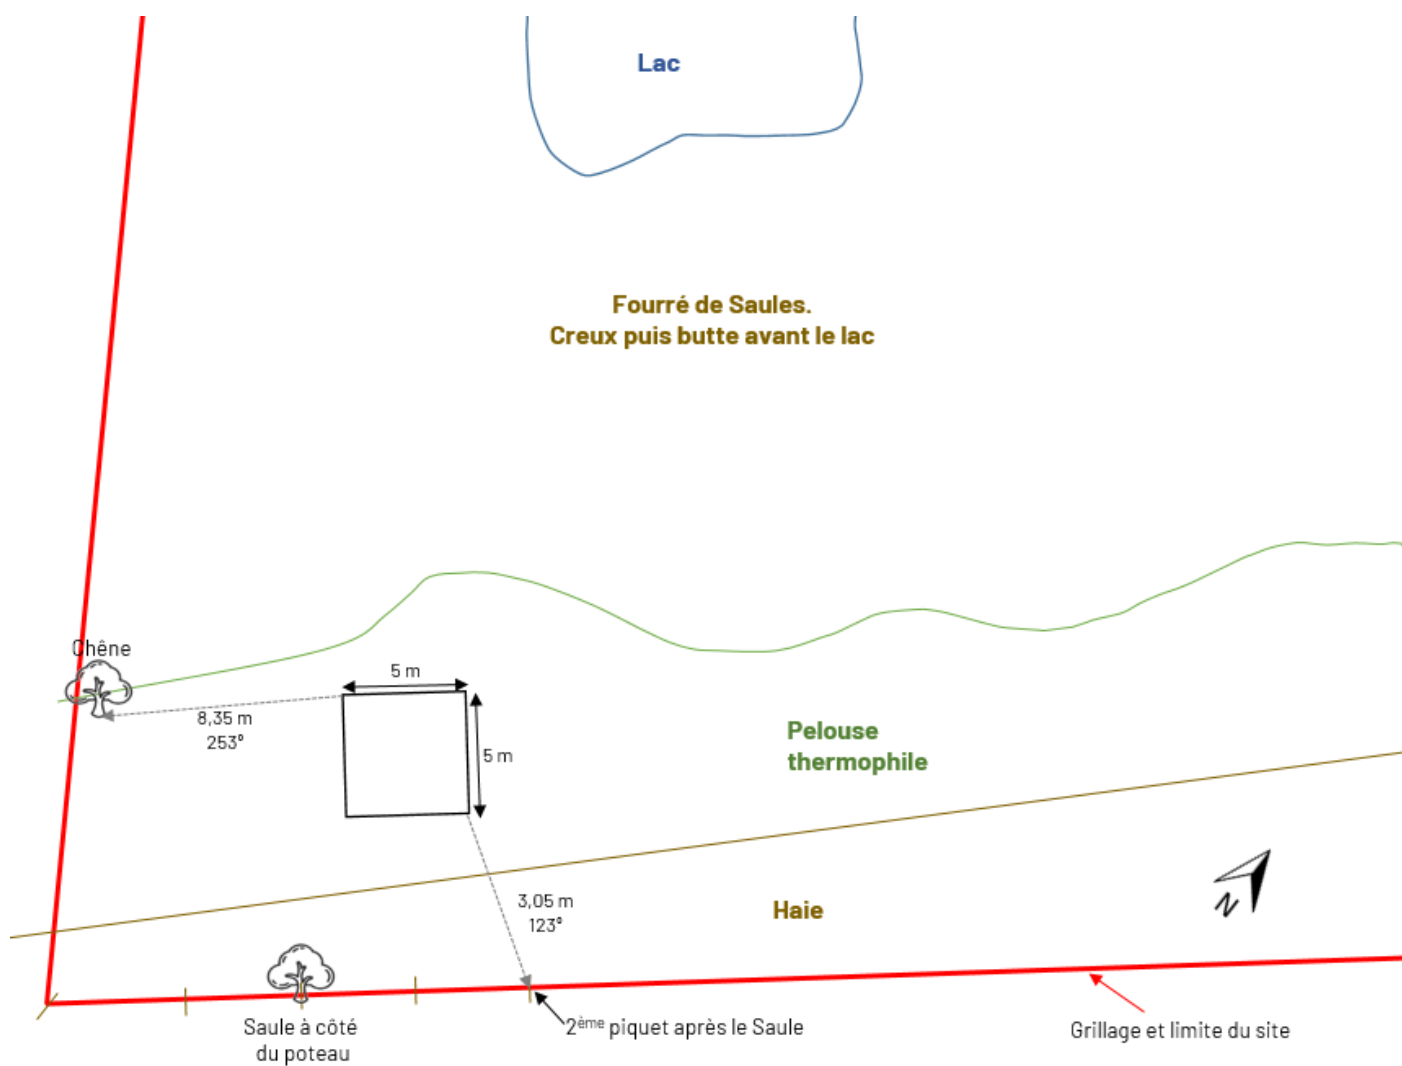 Lac
Fourré de Saules.
Creux puis butte avant le lac
Chêne
5 m
8,35 m
253°
5 m
Pelouse
thermophile
3,05 m
123°
Haie
N
Saule à côté
du poteau
2ème piquet après le Saule
Grillage et limite du site